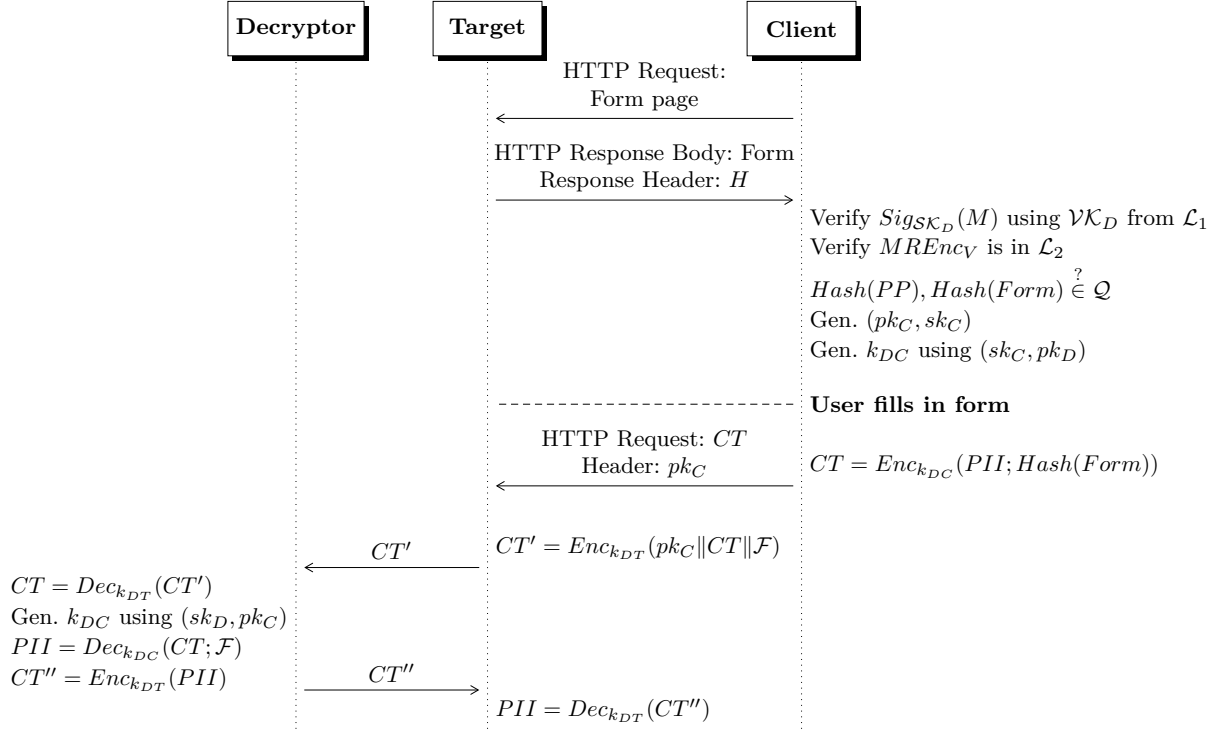 Decryptor
Target
Client
HTTP Request:
Form page
HTTP Response Body: Form
Response Header: H
Verify Sig_{𝒮𝒦_D}(M) using 𝒱𝒦_D from ℒ_1
Verify MREnc_V is in ℒ_2
Hash(PP), Hash(Form) ∈^? 𝒬
Gen. (pk_C, sk_C)
Gen. k_{DC} using (sk_C, pk_D)
User fills in form
HTTP Request: CT
Header: pk_C
CT = Enc_{k_{DC}}(PII; Hash(Form))
CT′ = Enc_{k_{DT}}(pk_C‖CT‖ℱ)
CT′
CT = Dec_{k_{DT}}(CT′)
Gen. k_{DC} using (sk_D, pk_C)
PII = Dec_{k_{DC}}(CT; ℱ)
CT″ = Enc_{k_{DT}}(PII)
CT″
PII = Dec_{k_{DT}}(CT″)